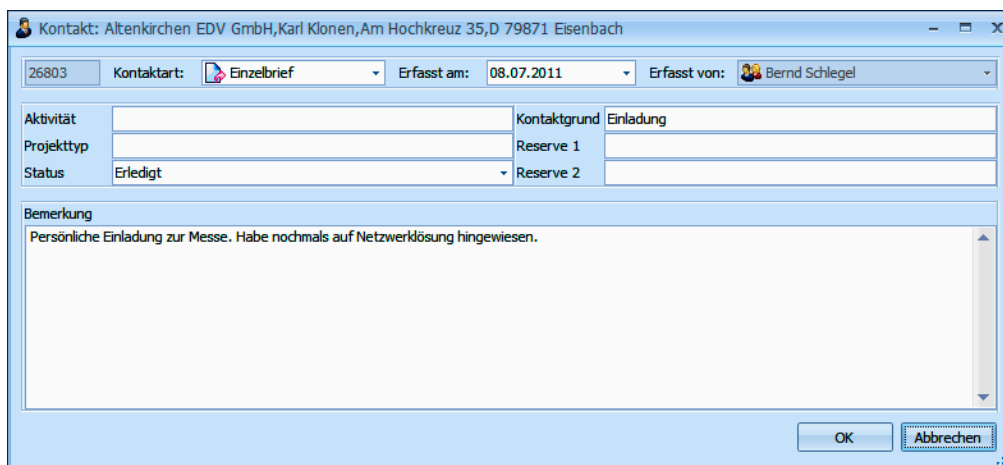 Kontakt: Altenkirchen EDV GmbH,Karl Klonen,Am Hochkreuz 35,D 79871 Eisenbach
26803 Kontaktart: Einzelbrief Erfasst am: 08.07.2011 Erfasst von: Bernd Schlegel
Aktivität Kontaktgrund Einladung
Projekttyp Reserve 1
Status Erledigt Reserve 2
Bemerkung
Persönliche Einladung zur Messe. Habe nochmals auf Netzwerklösung hingewiesen.
OK Abbrechen